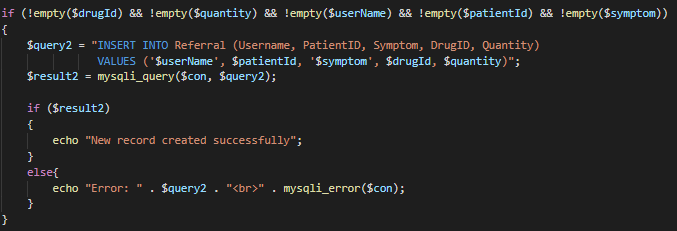 if (!empty($drugId) && !empty($quantity) && !empty($userName) && !empty($patientId) && !empty($symptom))
{
    $query2 = "INSERT INTO Referral (Username, PatientID, Symptom, DrugID, Quantity)
               VALUES ('$userName', $patientId, '$symptom', $drugId, $quantity)";
    $result2 = mysqli_query($con, $query2);

    if ($result2)
    {
        echo "New record created successfully";
    }
    else{
        echo "Error: " . $query2 . "<br>" . mysqli_error($con);
    }
}